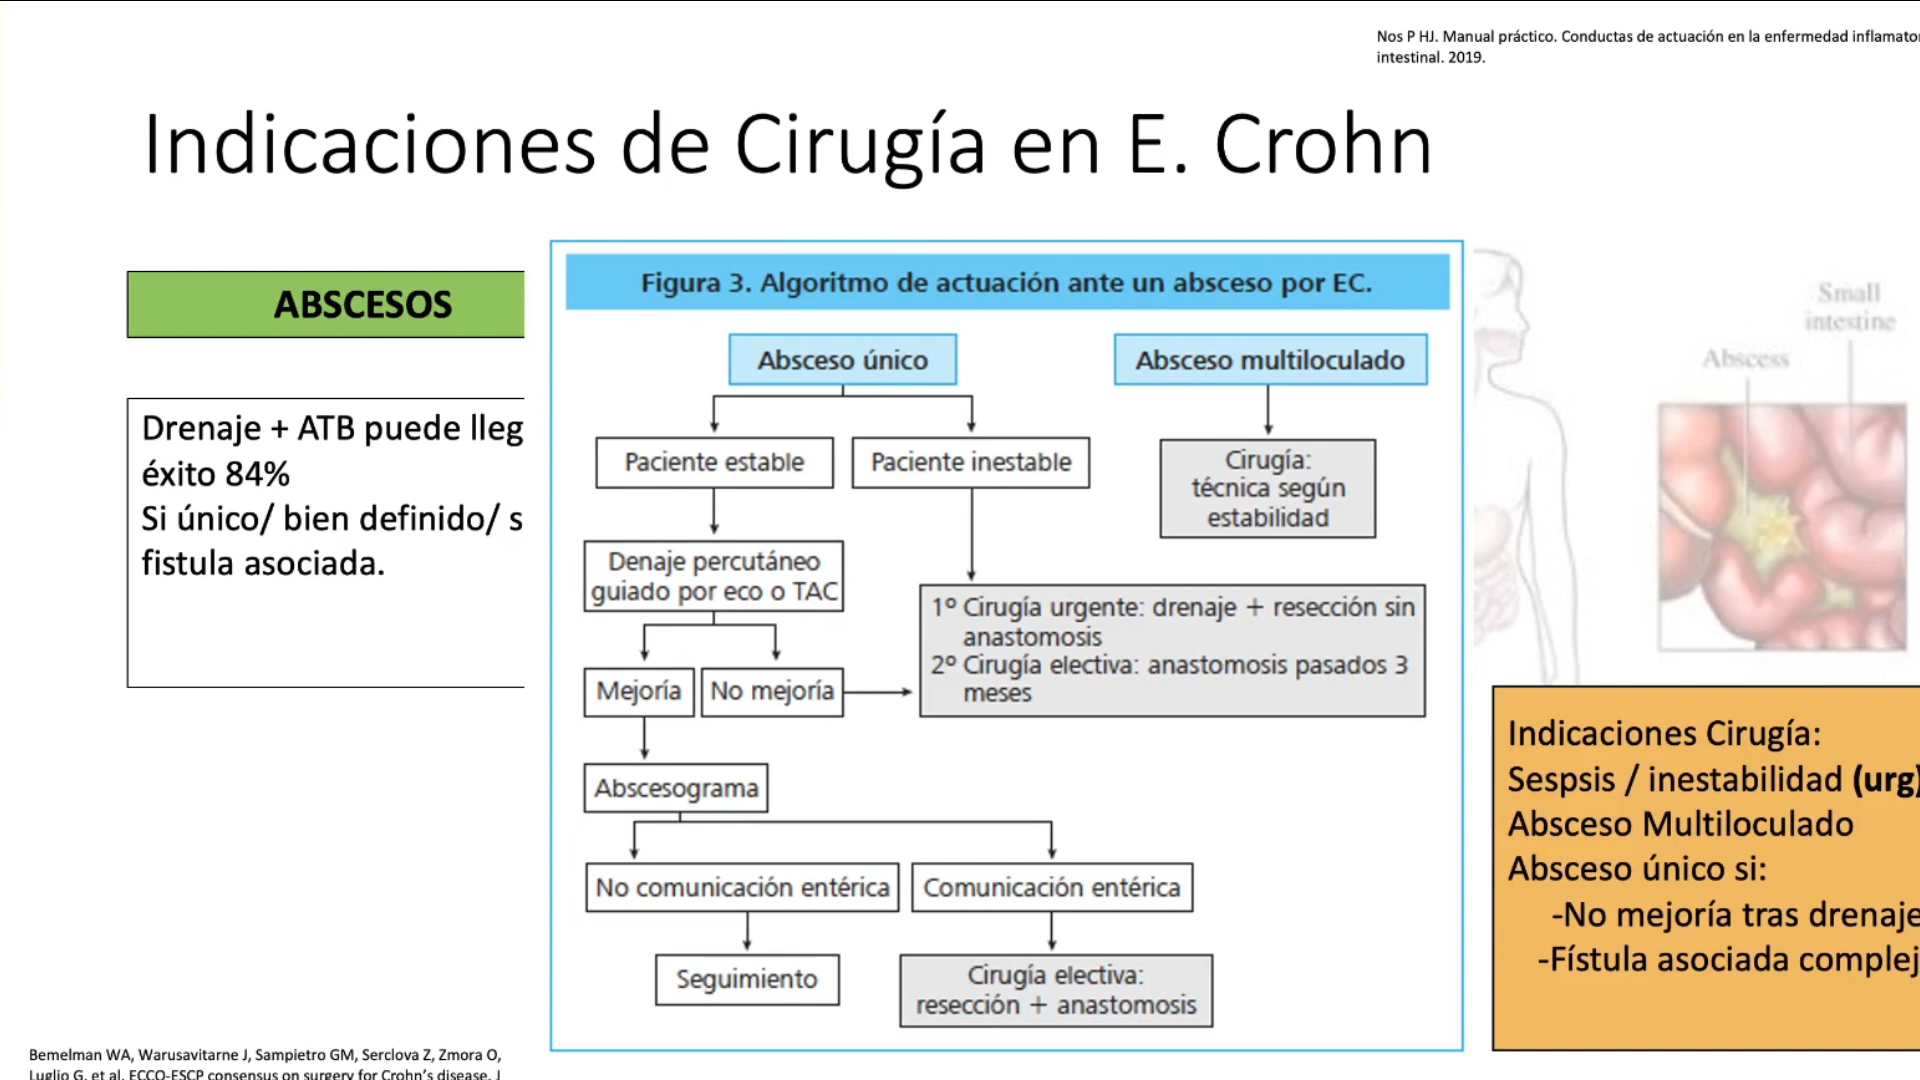 Nos P HJ. Manual práctico. Conductas de actuación en la enfermedad
intestinal. 2019.
Indicaciones de Cirugía en E. Crohn
ABSCESOS
Drenaje + ATB puede
éxito 84%
Si único/ bien definido/
fistula asociada.
Figura 3. Algoritmo de actuación ante un absceso por EC.
Absceso único
Absceso multiloculado
Paciente estable
Paciente inestable
Cirugía:
técnica según
estabilidad
Denaje percutáneo
guiado por eco o TAC
1º Cirugía urgente: drenaje + resección sin
anastomosis
2º Cirugía electiva: anastomosis pasados 3
meses
Mejoría
No mejoría
Abscesograma
No comunicación entérica
Comunicación entérica
Seguimiento
Cirugía electiva:
resección + anastomosis
Small
intestine
Abscess
Indicaciones Cirugía:
Sespsis / inestabilidad (urg)
Absceso Multiloculado
Absceso único si:
-No mejoría tras drenaje
-Fístula asociada
Bemelman WA, Warusavitarne J, Sampietro GM, Serclova Z, Zmora O,
Luglio G, et al. ECCO-ESCP consensus on surgery for Crohn's disease. J